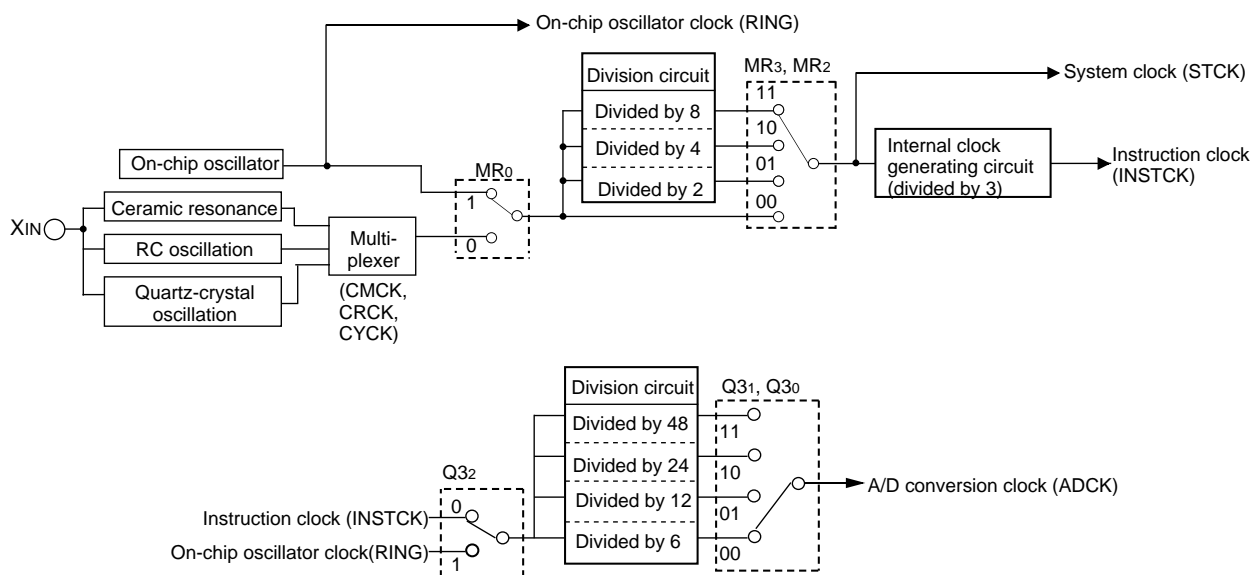 On-chip oscillator clock (RING)
Division circuit
Divided by 8
Divided by 4
Divided by 2
MR3, MR2
11
10
01
00
System clock (STCK)
Internal clock
generating circuit
(divided by 3)
Instruction clock
(INSTCK)
On-chip oscillator
MR0
1
0
XIN
Ceramic resonance
RC oscillation
Quartz-crystal
oscillation
Multi-
plexer
(CMCK,
CRCK,
CYCK)
Division circuit
Divided by 48
Divided by 24
Divided by 12
Divided by 6
Q31, Q30
11
10
01
00
A/D conversion clock (ADCK)
Q32
0
1
Instruction clock (INSTCK)
On-chip oscillator clock(RING)